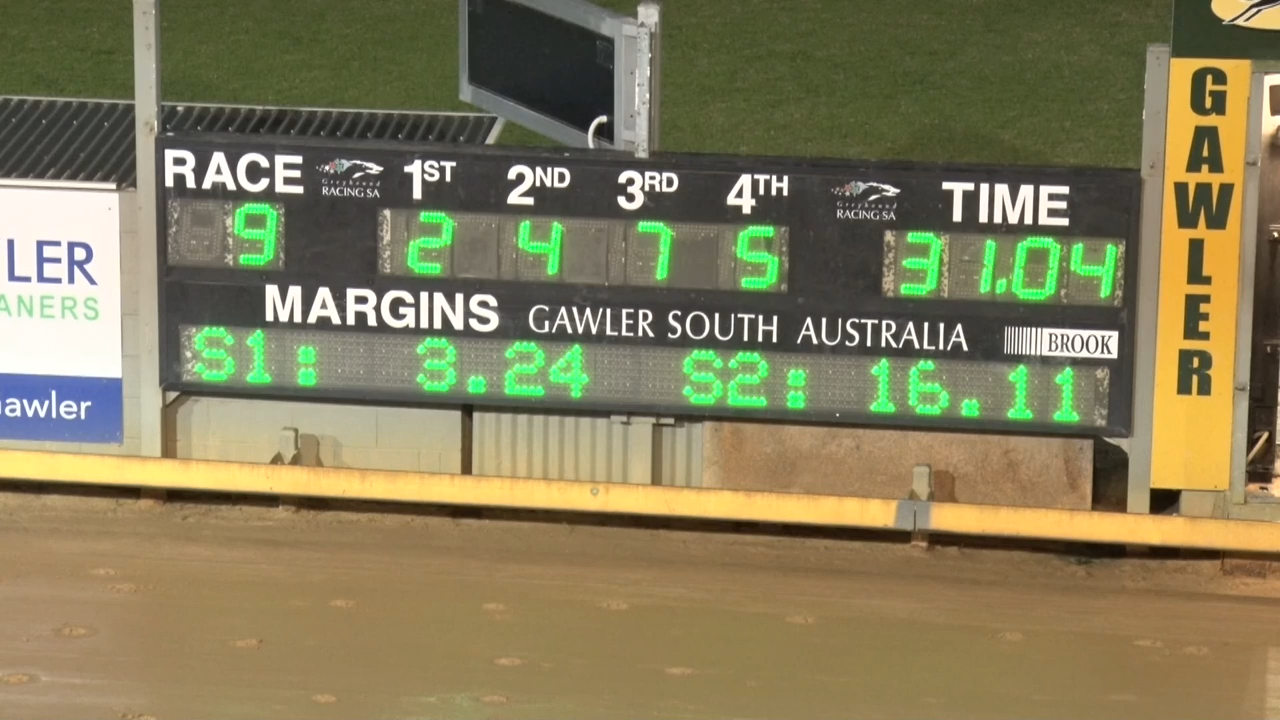 RACE Greyhound RACING SA 1ST 2ND 3RD 4TH Greyhound RACING SA TIME
9 2 4 7 5 31.04
MARGINS GAWLER SOUTH AUSTRALIA BROOK
S1: 3.24 S2: 16.11
GAWLER
LER
ANERS
Gawler